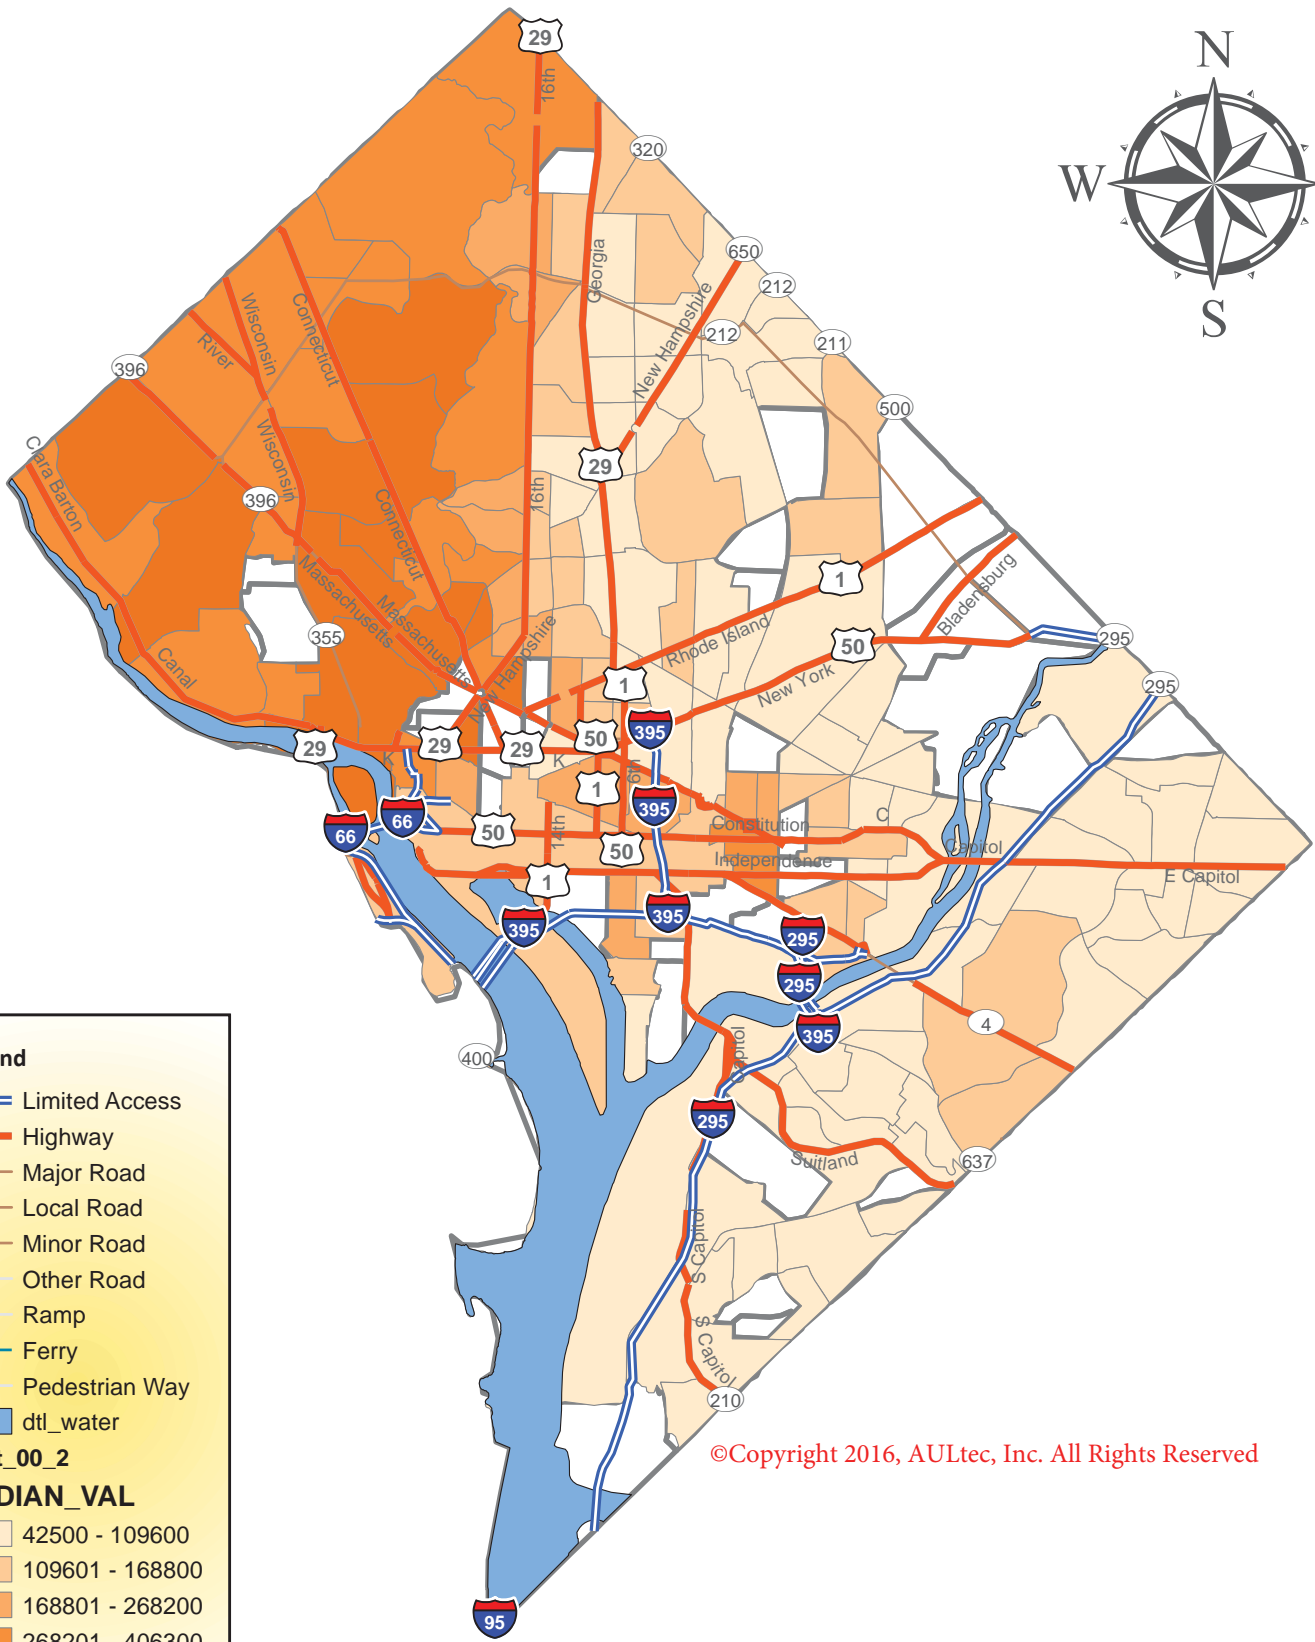 N
W
S
29
16th
320
Georgia
650
212
New Hampshire
212
211
396
River
Wisconsin
Connecticut
500
Clara Barton
Wisconsin
29
396
16th
Connecticut
1
Bladensburg
Massachusetts
Massachusetts
355
Canal
New Hampshire
Rhode Island
50
295
New York
1
295
29
29
29
K
K
50
395
6th
1
395
66
66
50
14th
50
Constitution
C
Capitol
Independence
E Capitol
1
395
395
295
295
395
4
400
Capitol
295
Suitland
637
S Capitol
S Capitol
210
95
nd
Limited Access
Highway
Major Road
Local Road
Minor Road
Other Road
Ramp
Ferry
Pedestrian Way
dtl_water
t_00_2
DIAN_VAL
42500 - 109600
109601 - 168800
168801 - 268200
268201 - 406300
©Copyright 2016, AULtec, Inc. All Rights Reserved